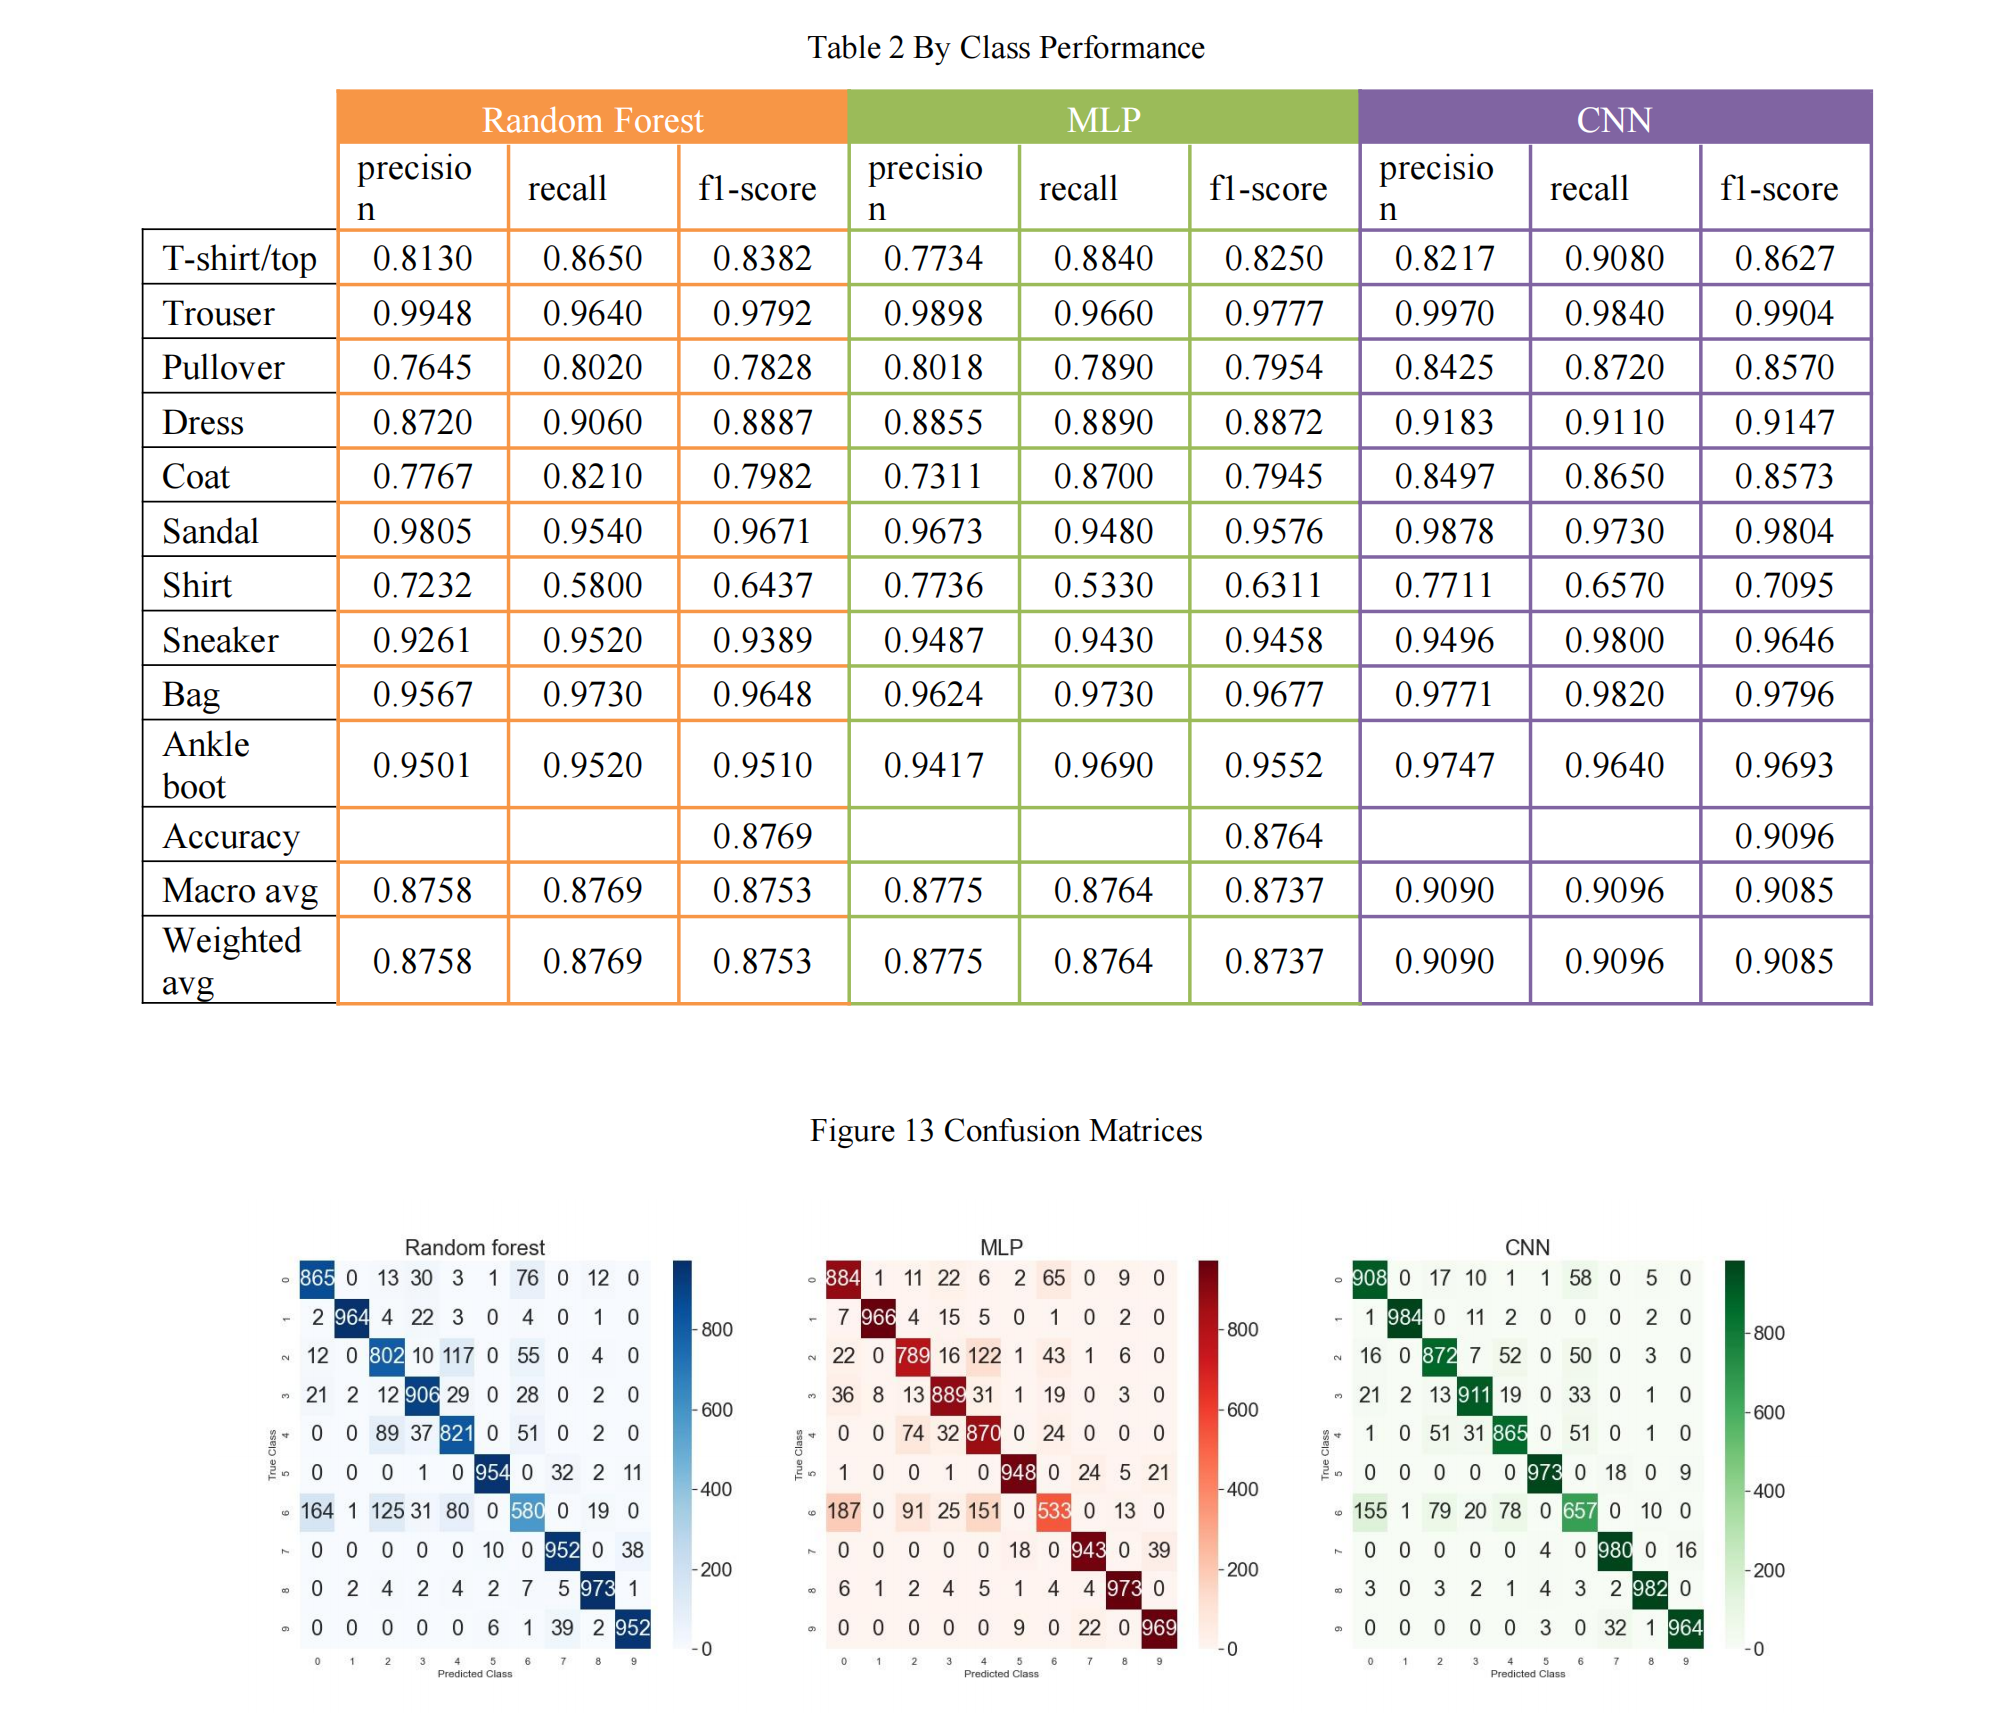 Table 2 By Class Performance
Random Forest MLP CNN
precisio
n recall f1-score precisio
n recall f1-score precisio
n recall f1-score
T-shirt/top 0.8130 0.8650 0.8382 0.7734 0.8840 0.8250 0.8217 0.9080 0.8627
Trouser 0.9948 0.9640 0.9792 0.9898 0.9660 0.9777 0.9970 0.9840 0.9904
Pullover 0.7645 0.8020 0.7828 0.8018 0.7890 0.7954 0.8425 0.8720 0.8570
Dress 0.8720 0.9060 0.8887 0.8855 0.8890 0.8872 0.9183 0.9110 0.9147
Coat 0.7767 0.8210 0.7982 0.7311 0.8700 0.7945 0.8497 0.8650 0.8573
Sandal 0.9805 0.9540 0.9671 0.9673 0.9480 0.9576 0.9878 0.9730 0.9804
Shirt 0.7232 0.5800 0.6437 0.7736 0.5330 0.6311 0.7711 0.6570 0.7095
Sneaker 0.9261 0.9520 0.9389 0.9487 0.9430 0.9458 0.9496 0.9800 0.9646
Bag 0.9567 0.9730 0.9648 0.9624 0.9730 0.9677 0.9771 0.9820 0.9796
Ankle
boot 0.9501 0.9520 0.9510 0.9417 0.9690 0.9552 0.9747 0.9640 0.9693
Accuracy 0.8769 0.8764 0.9096
Macro avg 0.8758 0.8769 0.8753 0.8775 0.8764 0.8737 0.9090 0.9096 0.9085
Weighted
avg 0.8758 0.8769 0.8753 0.8775 0.8764 0.8737 0.9090 0.9096 0.9085
Figure 13 Confusion Matrices
Random forest
True Class
0 865 0 13 30 3 1 76 0 12 0
1 2 964 4 22 3 0 4 0 1 0
2 12 0 802 10 117 0 55 0 4 0
3 21 2 12 906 29 0 28 0 2 0
4 0 0 89 37 821 0 51 0 2 0
5 0 0 0 1 0 954 0 32 2 11
6 164 1 125 31 80 0 580 0 19 0
7 0 0 0 0 0 10 0 952 0 38
8 0 2 4 2 4 2 7 5 973 1
9 0 0 0 0 0 6 1 39 2 952
0 1 2 3 4 5 6 7 8 9
Predicted Class
800
600
400
200
0
MLP
True Class
0 884 1 11 22 6 2 65 0 9 0
1 7 966 4 15 5 0 1 0 2 0
2 22 0 789 16 122 1 43 1 6 0
3 36 8 13 889 31 1 19 0 3 0
4 0 0 74 32 870 0 24 0 0 0
5 1 0 0 1 0 948 0 24 5 21
6 187 0 91 25 151 0 533 0 13 0
7 0 0 0 0 0 18 0 943 0 39
8 6 1 2 4 5 1 4 4 973 0
9 0 0 0 0 0 9 0 22 0 969
0 1 2 3 4 5 6 7 8 9
Predicted Class
800
600
400
200
0
CNN
True Class
0 908 0 17 10 1 1 58 0 5 0
1 1 984 0 11 2 0 0 0 2 0
2 16 0 872 7 52 0 50 0 3 0
3 21 2 13 911 19 0 33 0 1 0
4 1 0 51 31 865 0 51 0 1 0
5 0 0 0 0 0 973 0 18 0 9
6 155 1 79 20 78 0 657 0 10 0
7 0 0 0 0 0 4 0 980 0 16
8 3 0 3 2 1 4 3 2 982 0
9 0 0 0 0 0 3 0 32 1 964
0 1 2 3 4 5 6 7 8 9
Predicted Class
800
600
400
200
0